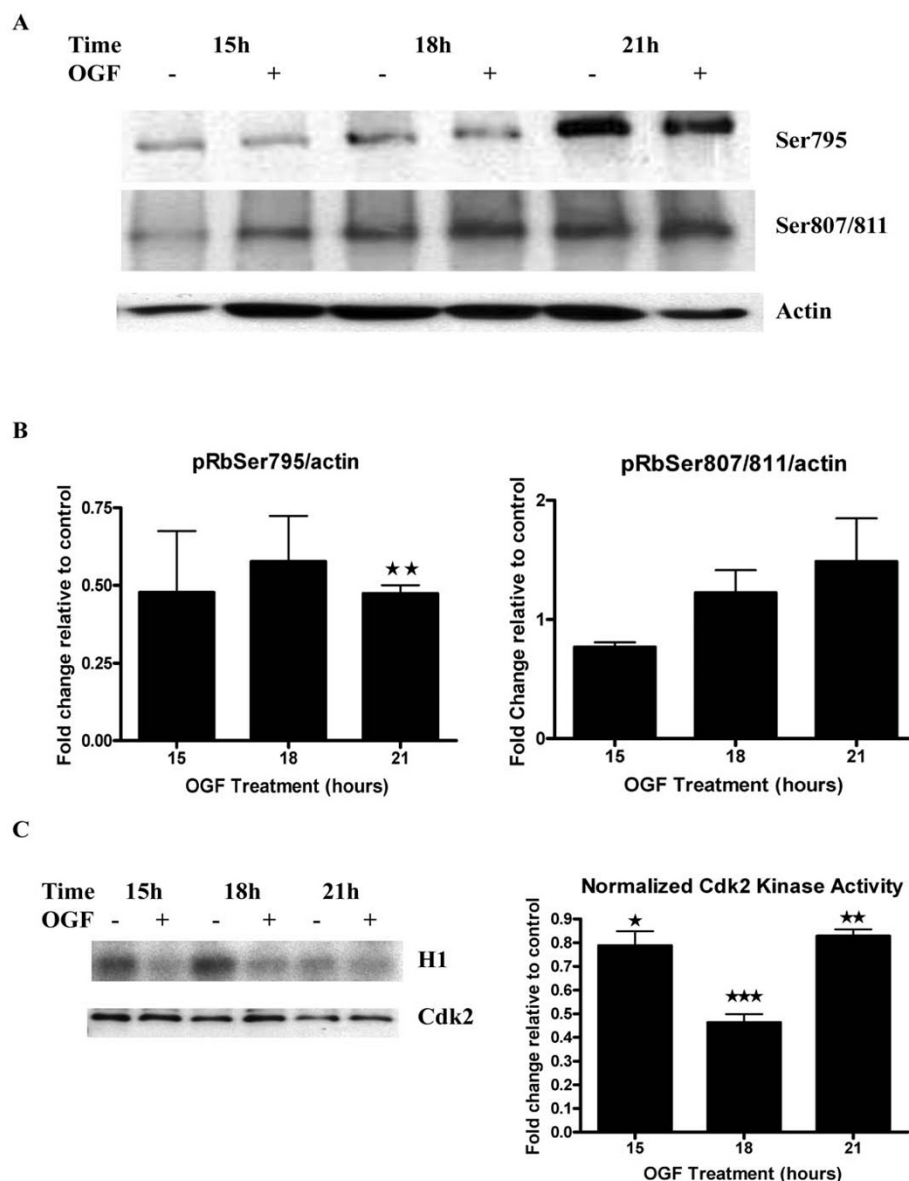 A
Time 15h 18h 21h
OGF - + - + - +
Ser795
Ser807/811
Actin
B
pRbSer795/actin
Fold change relative to control
0.75
0.50
0.25
0.00
★★
15 18 21
OGF Treatment (hours)
pRbSer807/811/actin
Fold Change relative to control
2
1
0
15 18 21
OGF Treatment (hours)
C
Time 15h 18h 21h
OGF - + - + - +
H1
Cdk2
Normalized Cdk2 Kinase Activity
Fold change relative to control
0.9
0.8
0.7
0.6
0.5
0.4
0.3
0.2
0.1
0.0
★ ★★★ ★★
15 18 21
OGF Treatment (hours)